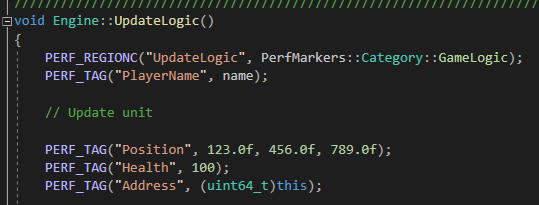 ////////////////////////////////////////////////////////////////////////////////
void Engine::UpdateLogic()
{
PERF_REGIONC("UpdateLogic", PerfMarkers::Category::GameLogic);
PERF_TAG("PlayerName", name);
// Update unit
PERF_TAG("Position", 123.0f, 456.0f, 789.0f);
PERF_TAG("Health", 100);
PERF_TAG("Address", (uint64_t)this);